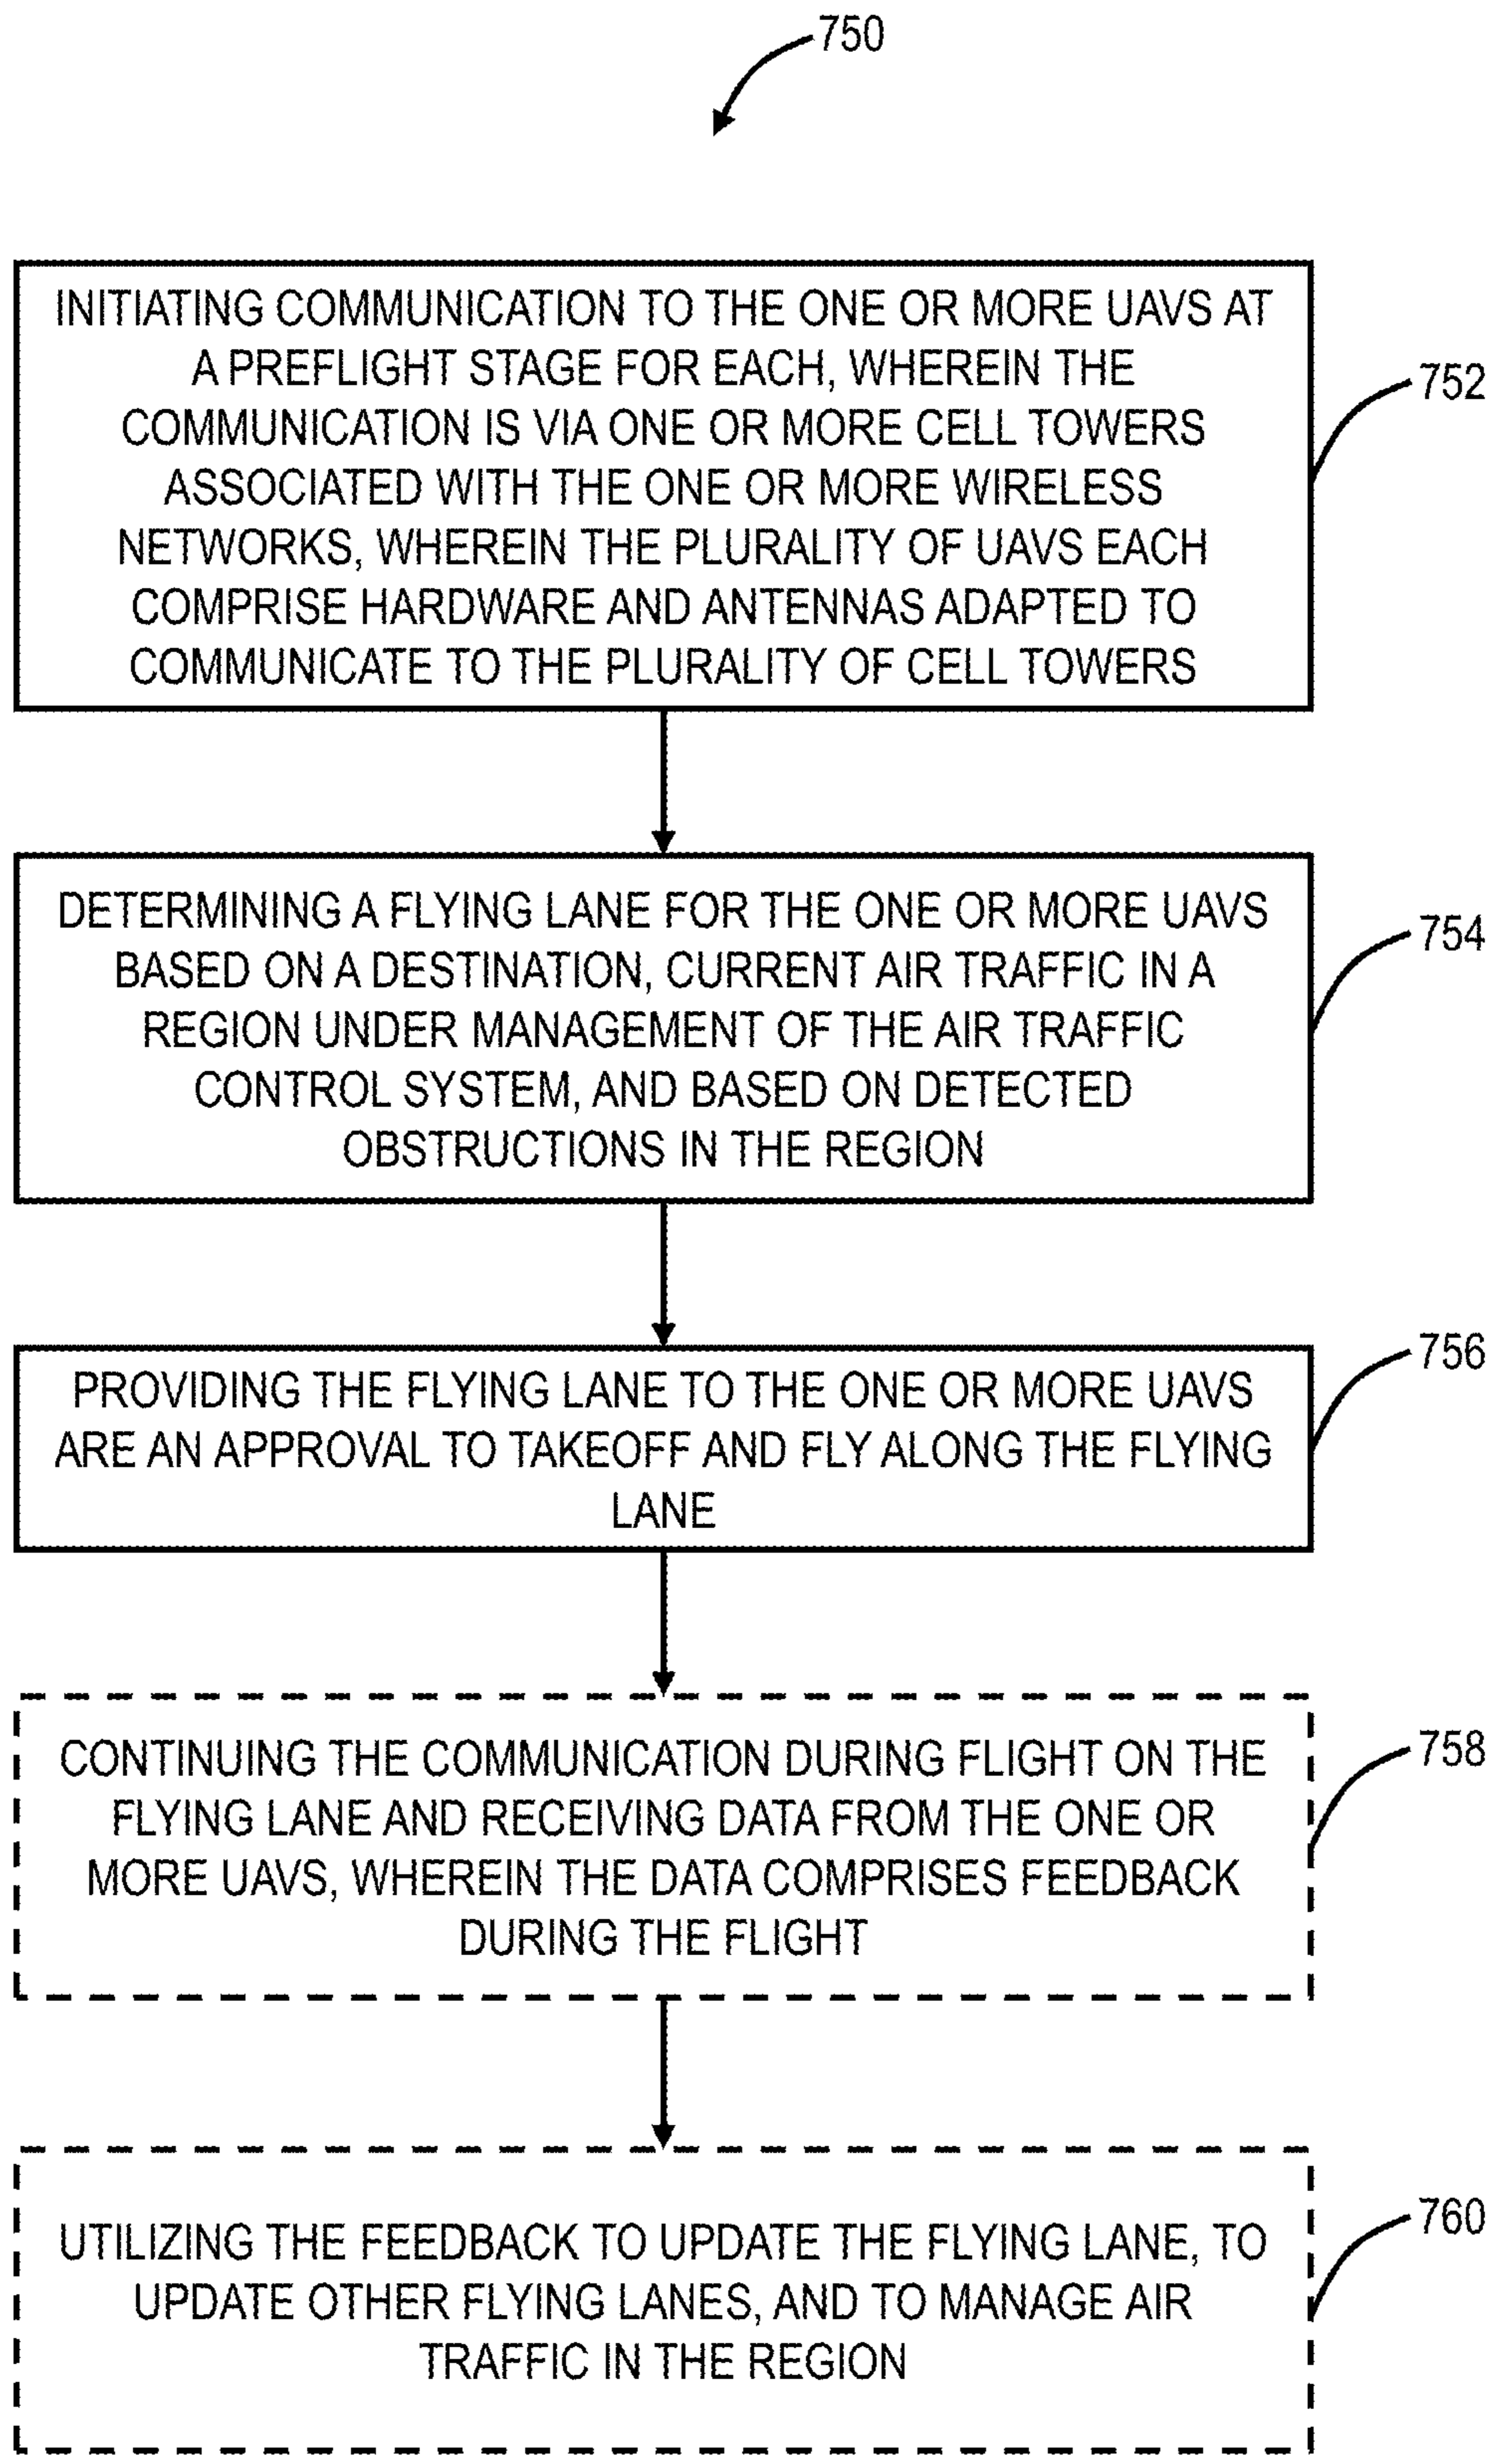 750
INITIATING COMMUNICATION TO THE ONE OR MORE UAVS AT
A PREFLIGHT STAGE FOR EACH, WHEREIN THE
COMMUNICATION IS VIA ONE OR MORE CELL TOWERS
ASSOCIATED WITH THE ONE OR MORE WIRELESS
NETWORKS, WHEREIN THE PLURALITY OF UAVS EACH
COMPRISE HARDWARE AND ANTENNAS ADAPTED TO
COMMUNICATE TO THE PLURALITY OF CELL TOWERS
752
DETERMINING A FLYING LANE FOR THE ONE OR MORE UAVS
BASED ON A DESTINATION, CURRENT AIR TRAFFIC IN A
REGION UNDER MANAGEMENT OF THE AIR TRAFFIC
CONTROL SYSTEM, AND BASED ON DETECTED
OBSTRUCTIONS IN THE REGION
754
PROVIDING THE FLYING LANE TO THE ONE OR MORE UAVS
ARE AN APPROVAL TO TAKEOFF AND FLY ALONG THE FLYING
LANE
756
CONTINUING THE COMMUNICATION DURING FLIGHT ON THE
FLYING LANE AND RECEIVING DATA FROM THE ONE OR
MORE UAVS, WHEREIN THE DATA COMPRISES FEEDBACK
DURING THE FLIGHT
758
UTILIZING THE FEEDBACK TO UPDATE THE FLYING LANE, TO
UPDATE OTHER FLYING LANES, AND TO MANAGE AIR
TRAFFIC IN THE REGION
760